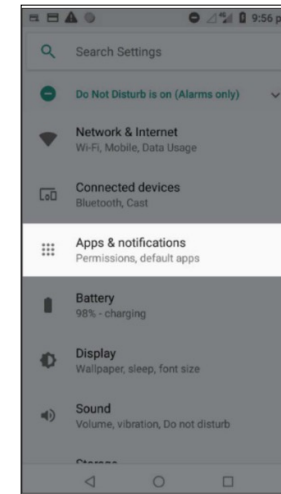 9:56 p
Search Settings
Do Not Disturb is on (Alarms only)
Network & Internet
Wi-Fi, Mobile, Data Usage
Connected devices
Bluetooth, Cast
Apps & notifications
Permissions, default apps
Battery
98% - charging
Display
Wallpaper, sleep, font size
Sound
Volume, vibration, Do not disturb